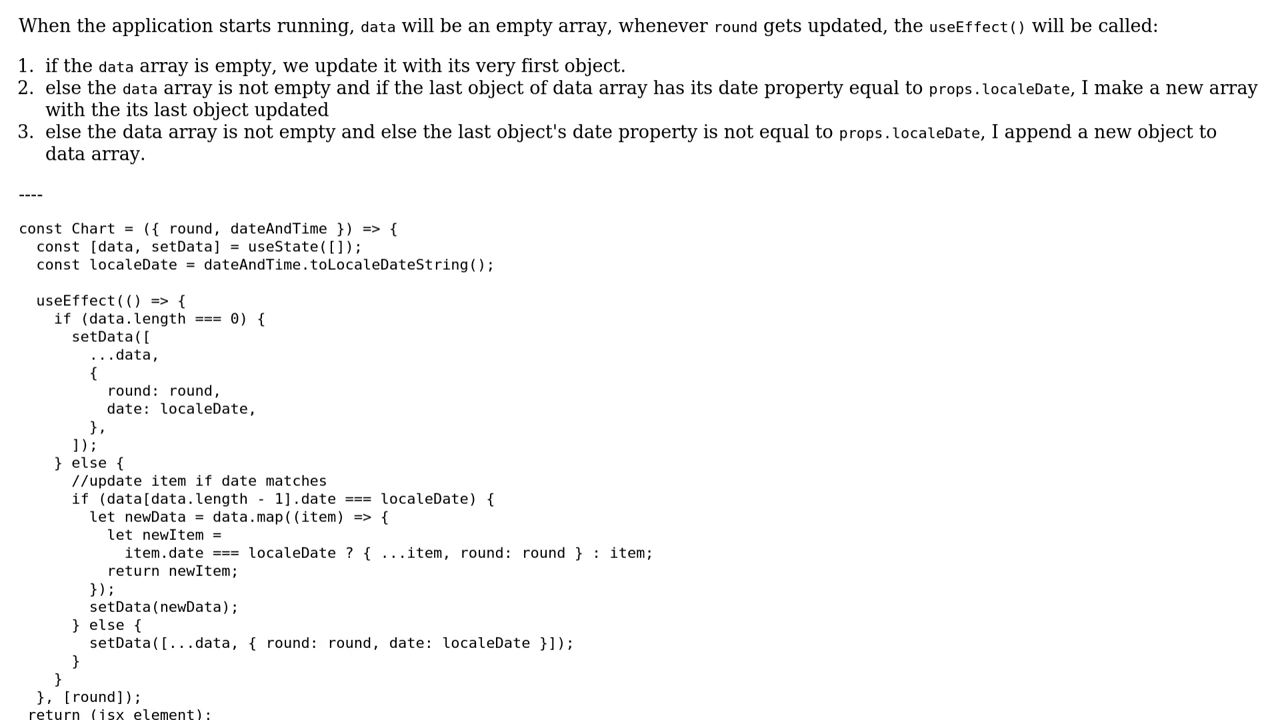 When the application starts running, data will be an empty array, whenever round gets updated, the useEffect() will be called:
1. if the data array is empty, we update it with its very first object.
2. else the data array is not empty and if the last object of data array has its date property equal to props.localeDate, I make a new array
with the its last object updated
3. else the data array is not empty and else the last object's date property is not equal to props.localeDate, I append a new object to
data array.
----
const Chart = ({ round, dateAndTime }) => {
  const [data, setData] = useState([]);
  const localeDate = dateAndTime.toLocaleDateString();

  useEffect(() => {
    if (data.length === 0) {
      setData([
        ...data,
        {
          round: round,
          date: localeDate,
        },
      ]);
    } else {
      //update item if date matches
      if (data[data.length - 1].date === localeDate) {
        let newData = data.map((item) => {
          let newItem =
            item.date === localeDate ? { ...item, round: round } : item;
          return newItem;
        });
        setData(newData);
      } else {
        setData([...data, { round: round, date: localeDate }]);
      }
    }
  }, [round]);
 return (jsx element);